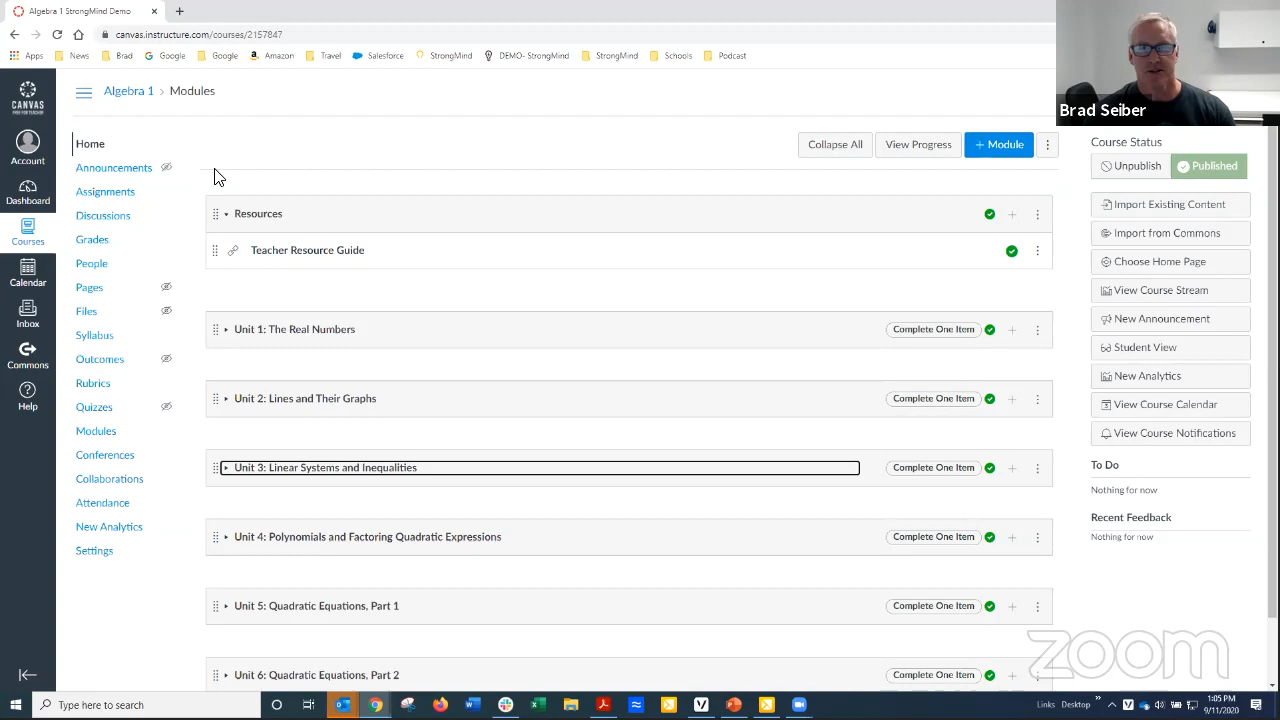 Algebra 1 StrongMind Demo
canvas.instructure.com/courses/2157847
Apps News Brad Google Google Amazon Travel Salesforce StrongMind DEMO- StrongMind StrongMind Schools Podcast
Brad Seiber
CANVAS
FREE FOR TEACHER
Account
Dashboard
Courses
Calendar
Inbox
Commons
Help
Algebra 1 › Modules
Home
Announcements
Assignments
Discussions
Grades
People
Pages
Files
Syllabus
Outcomes
Rubrics
Quizzes
Modules
Conferences
Collaborations
Attendance
New Analytics
Settings
Collapse All View Progress + Module
Resources
Teacher Resource Guide
Unit 1: The Real Numbers Complete One Item
Unit 2: Lines and Their Graphs Complete One Item
Unit 3: Linear Systems and Inequalities Complete One Item
Unit 4: Polynomials and Factoring Quadratic Expressions Complete One Item
Unit 5: Quadratic Equations, Part 1 Complete One Item
Unit 6: Quadratic Equations, Part 2 Complete One Item
Course Status
Unpublish Published
Import Existing Content
Import from Commons
Choose Home Page
View Course Stream
New Announcement
Student View
New Analytics
View Course Calendar
View Course Notifications
To Do
Nothing for now
Recent Feedback
Nothing for now
zoom
Type here to search
Links Desktop
1:05 PM
9/11/2020